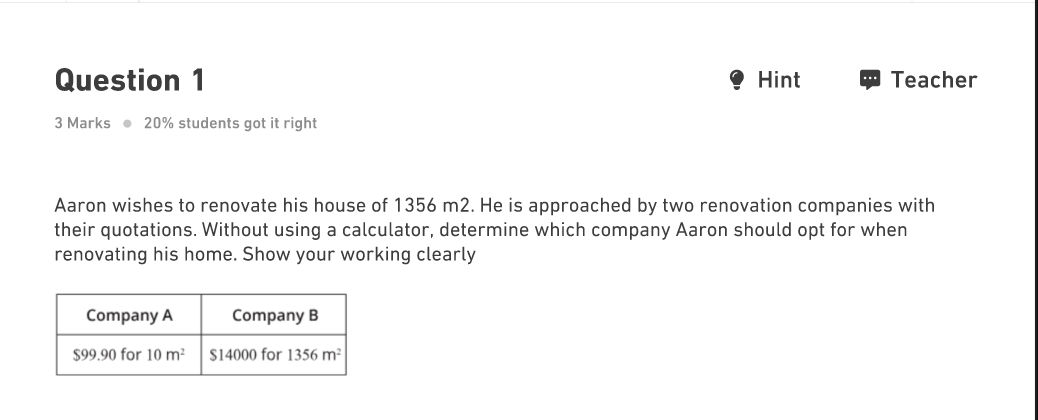 Question 1
Hint
Teacher
3 Marks
20% students got it right
Aaron wishes to renovate his house of 1356 m2. He is approached by two renovation companies with
their quotations. Without using a calculator, determine which company Aaron should opt for when
renovating his home. Show your working clearly
Company A
Company B
$99.90 for 10 m²
$14000 for 1356 m²